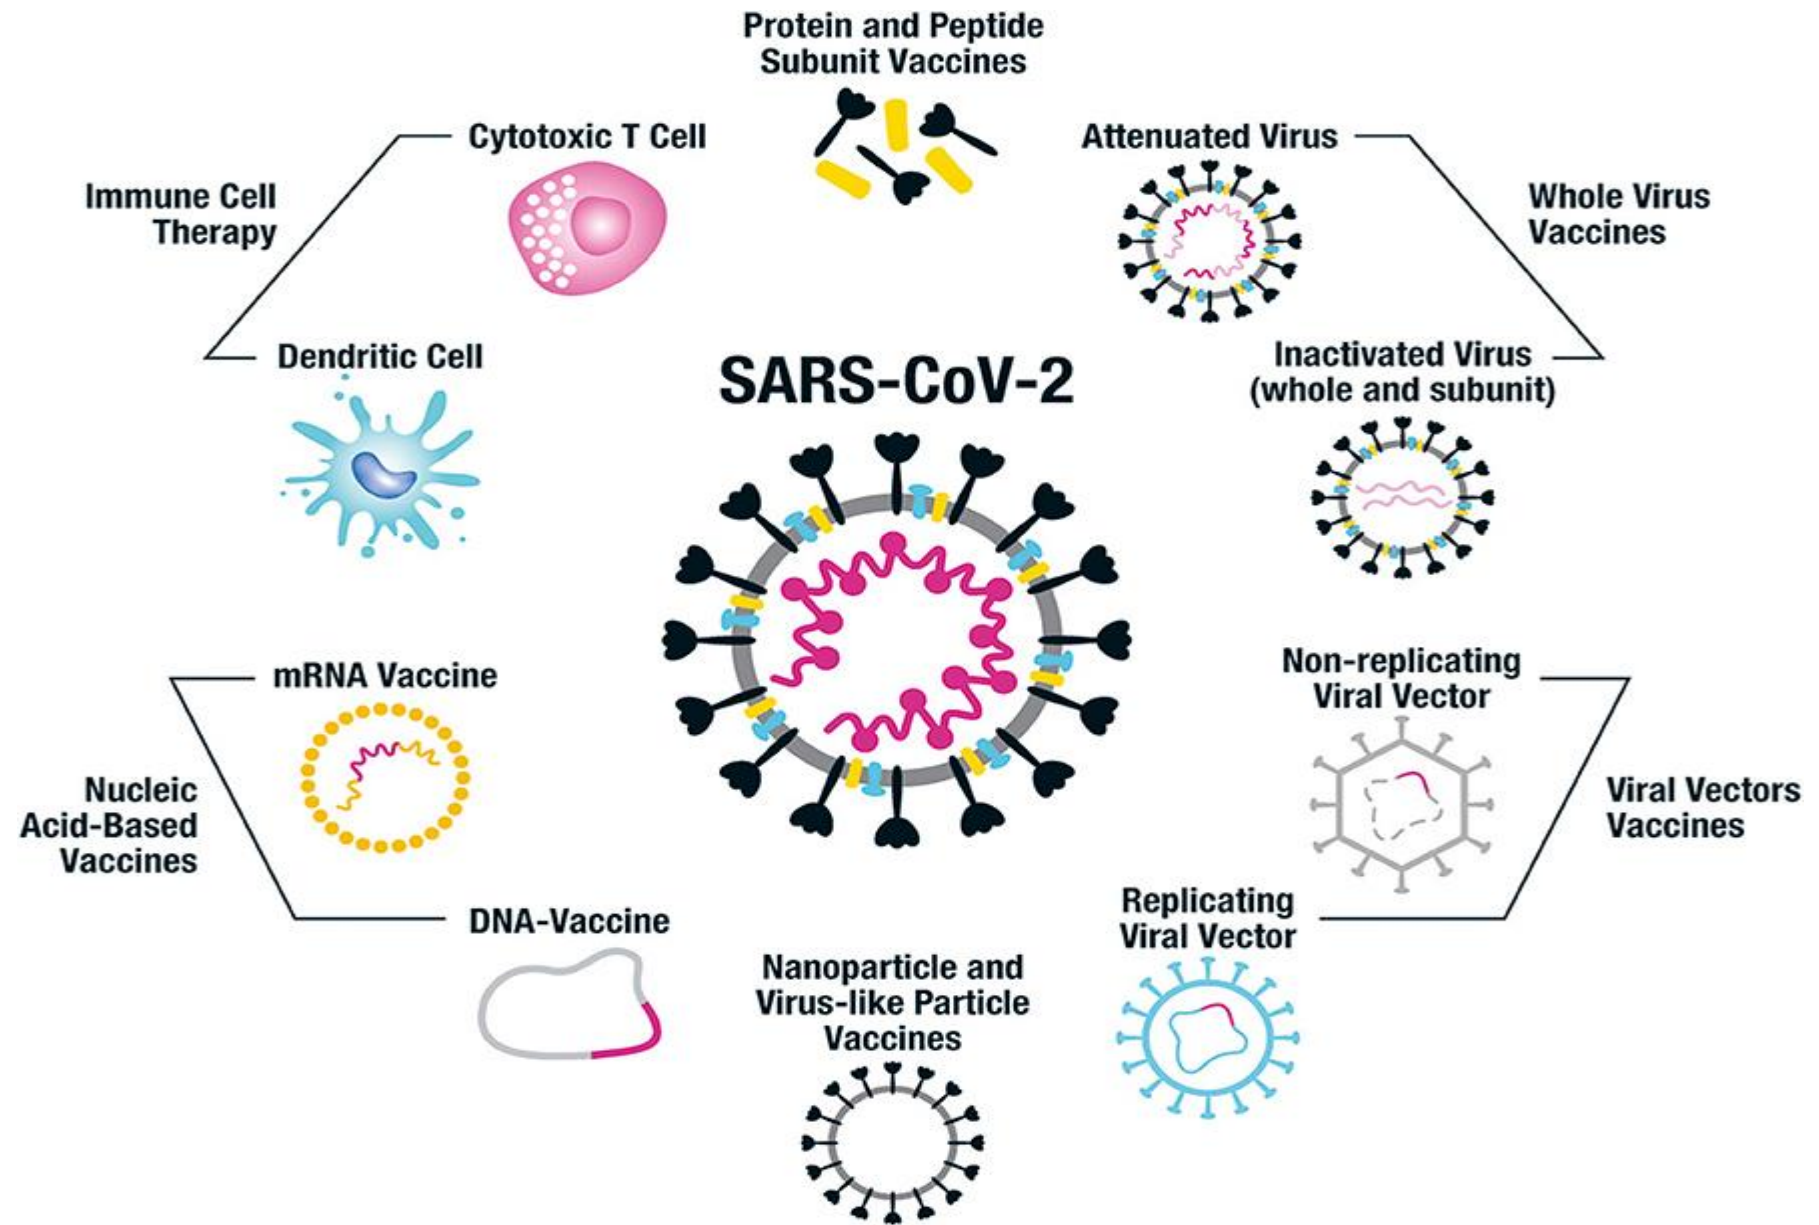 Protein and Peptide
Subunit Vaccines
Cytotoxic T Cell
Attenuated Virus
Immune Cell
Therapy
Whole Virus
Vaccines
Dendritic Cell
SARS-CoV-2
Inactivated Virus
(whole and subunit)
mRNA Vaccine
Non-replicating
Viral Vector
Nucleic
Acid-Based
Vaccines
Viral Vectors
Vaccines
DNA-Vaccine
Replicating
Viral Vector
Nanoparticle and
Virus-like Particle
Vaccines